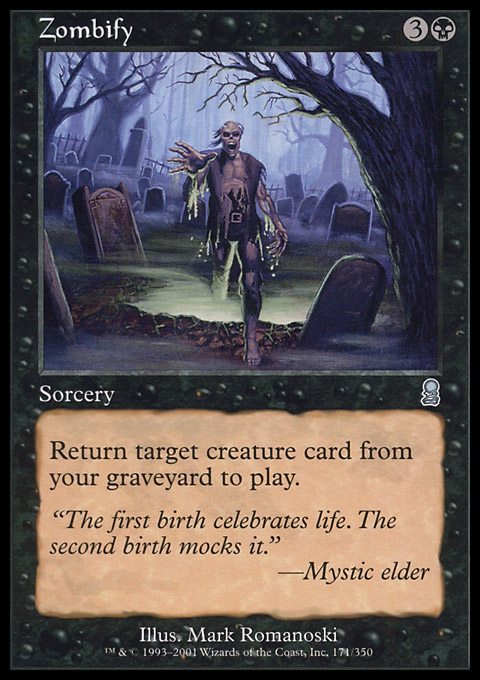 Zombify 3
Sorcery
Return target creature card from
your graveyard to play.
“The first birth celebrates life. The
second birth mocks it.”
—Mystic elder
Illus. Mark Romanoski
™ & © 1993–2001 Wizards of the Coast, Inc. 171/350